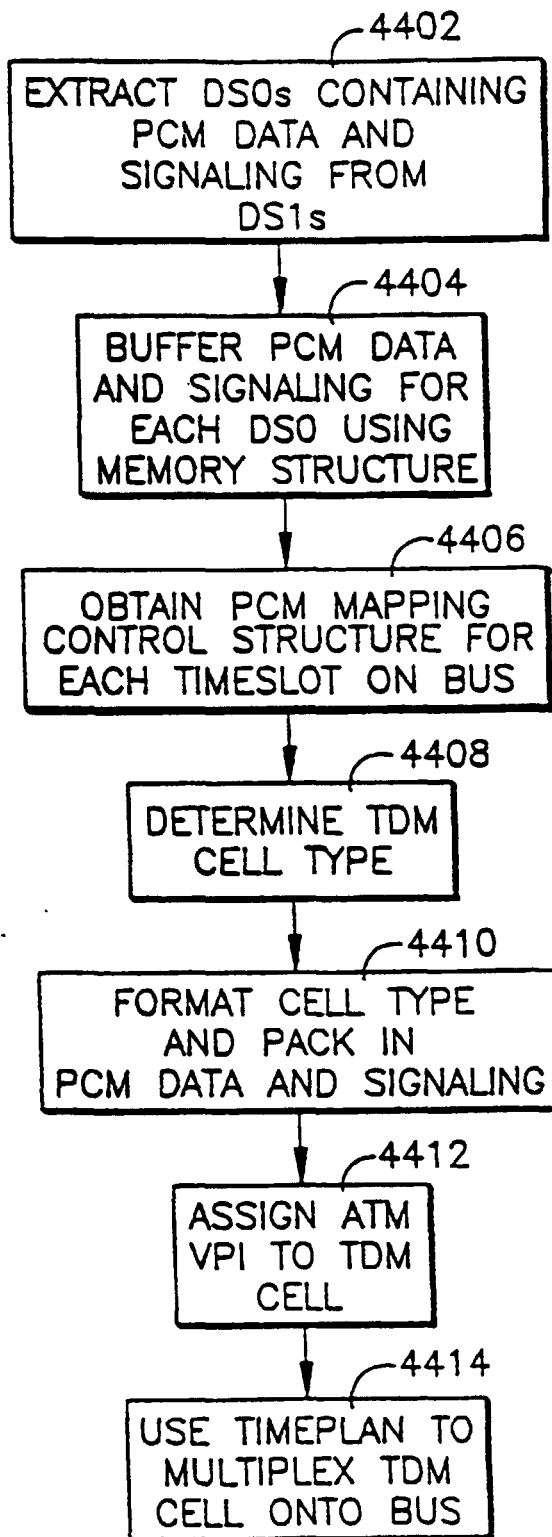 4402
EXTRACT DS0s CONTAINING
PCM DATA AND
SIGNALING FROM
DS1s
4404
BUFFER PCM DATA
AND SIGNALING FOR
EACH DS0 USING
MEMORY STRUCTURE
4406
OBTAIN PCM MAPPING
CONTROL STRUCTURE FOR
EACH TIMESLOT ON BUS
4408
DETERMINE TDM
CELL TYPE
4410
FORMAT CELL TYPE
AND PACK IN
PCM DATA AND SIGNALING
4412
ASSIGN ATM
VPI TO TDM
CELL
4414
USE TIMEPLAN TO
MULTIPLEX TDM
CELL ONTO BUS